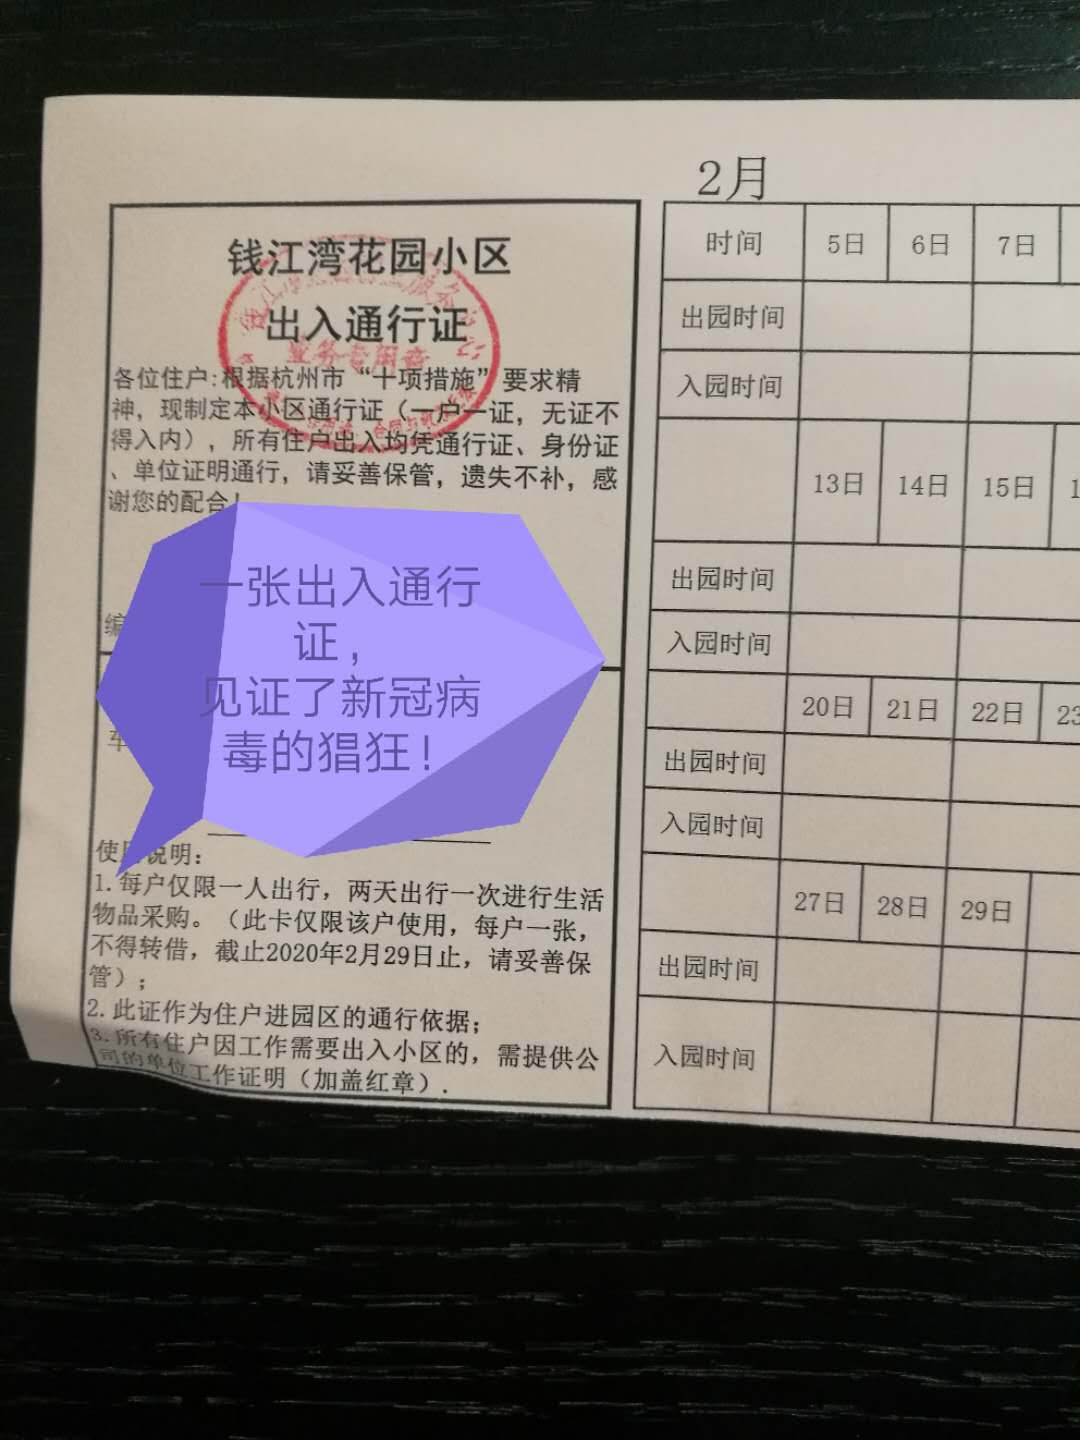 2月
钱江湾花园小区
出入通行证
各位住户:根据杭州市“十项措施”要求精
神，现制定本小区通行证（一户一证，无证不
得入内），所有住户出入均凭通行证、身份证
、单位证明通行，请妥善保管，遗失不补，感
谢您的配合！
编
一张出入通行
证，
见证了新冠病
毒的猖狂！
车
使用说明：
1.每户仅限一人出行，两天出行一次进行生活
物品采购。（此卡仅限该户使用，每户一张，
不得转借，截止2020年2月29日止，请妥善保
管）；
2.此证作为住户进园区的通行依据；
3.所有住户因工作需要出入小区的，需提供公
司的单位工作证明（加盖红章）.
业务专用章
时间 5日 6日 7日
出园时间
入园时间
13日 14日 15日 1
出园时间
入园时间
20日 21日 22日 23
出园时间
入园时间
27日 28日 29日
出园时间
入园时间